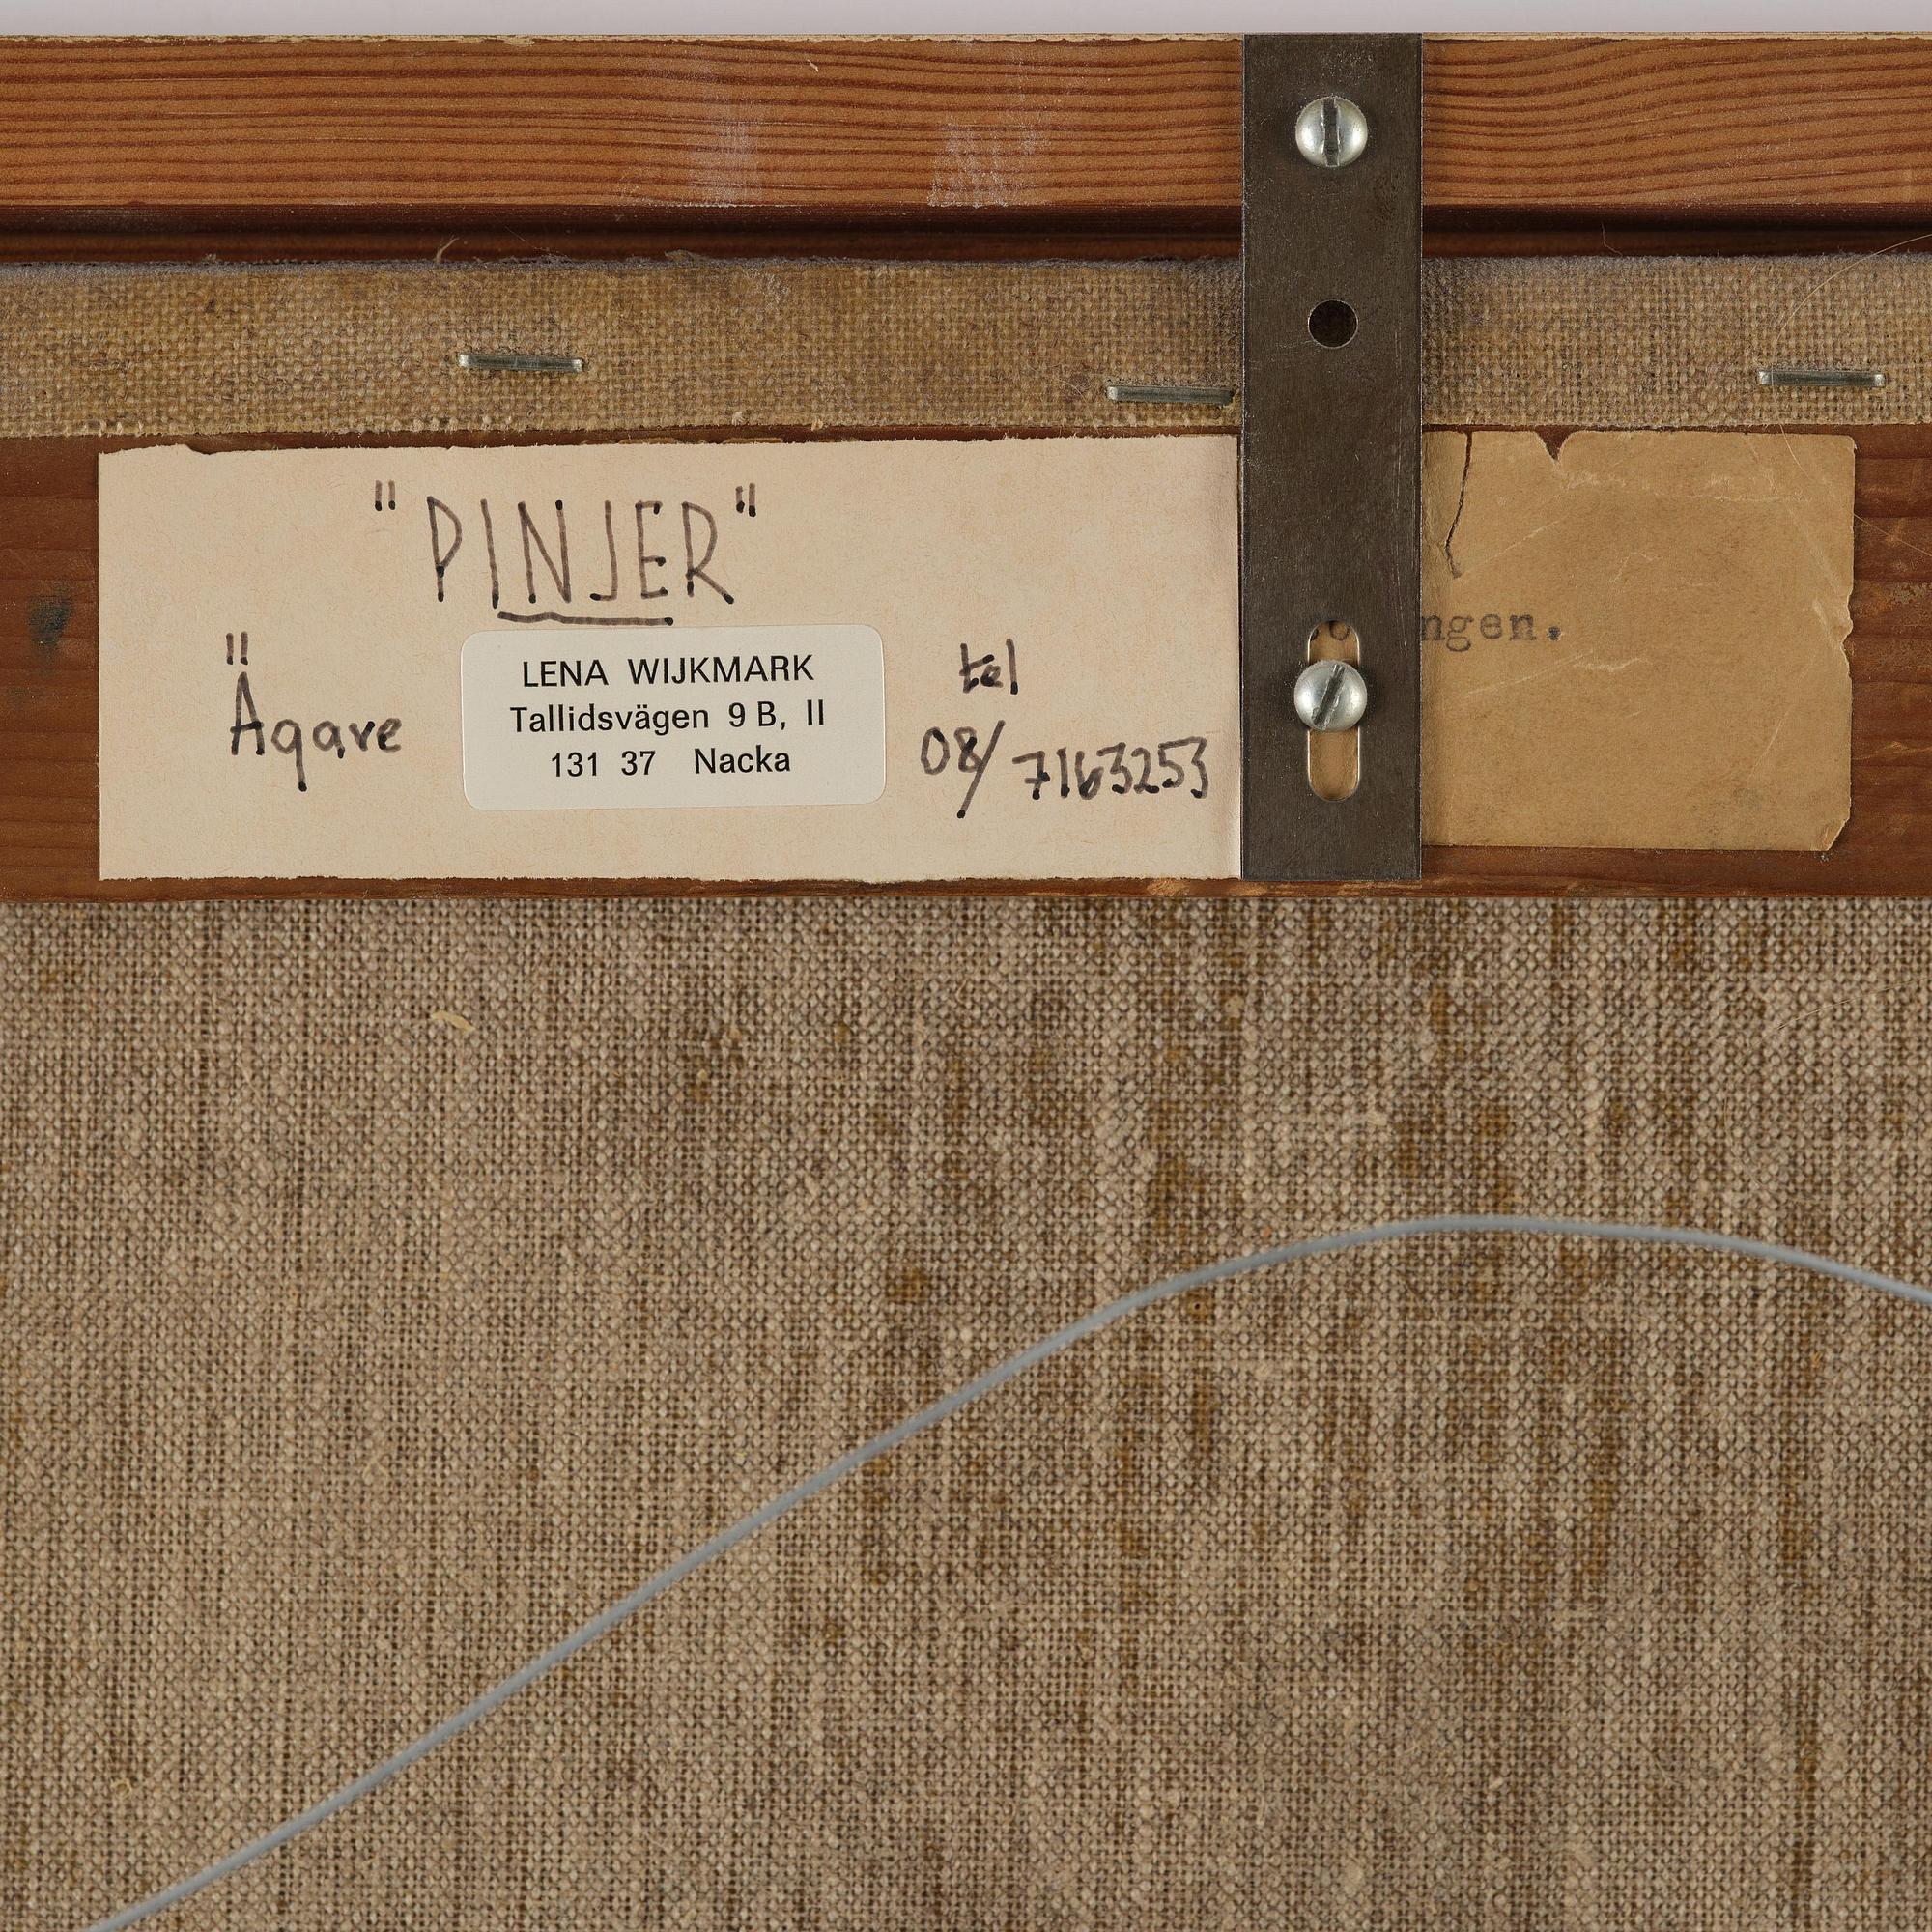 "PINJER"
Ägare
LENA WIJKMARK
Tallidsvägen 9 B, II
131 37 Nacka
tel
08/7163253
ngen.